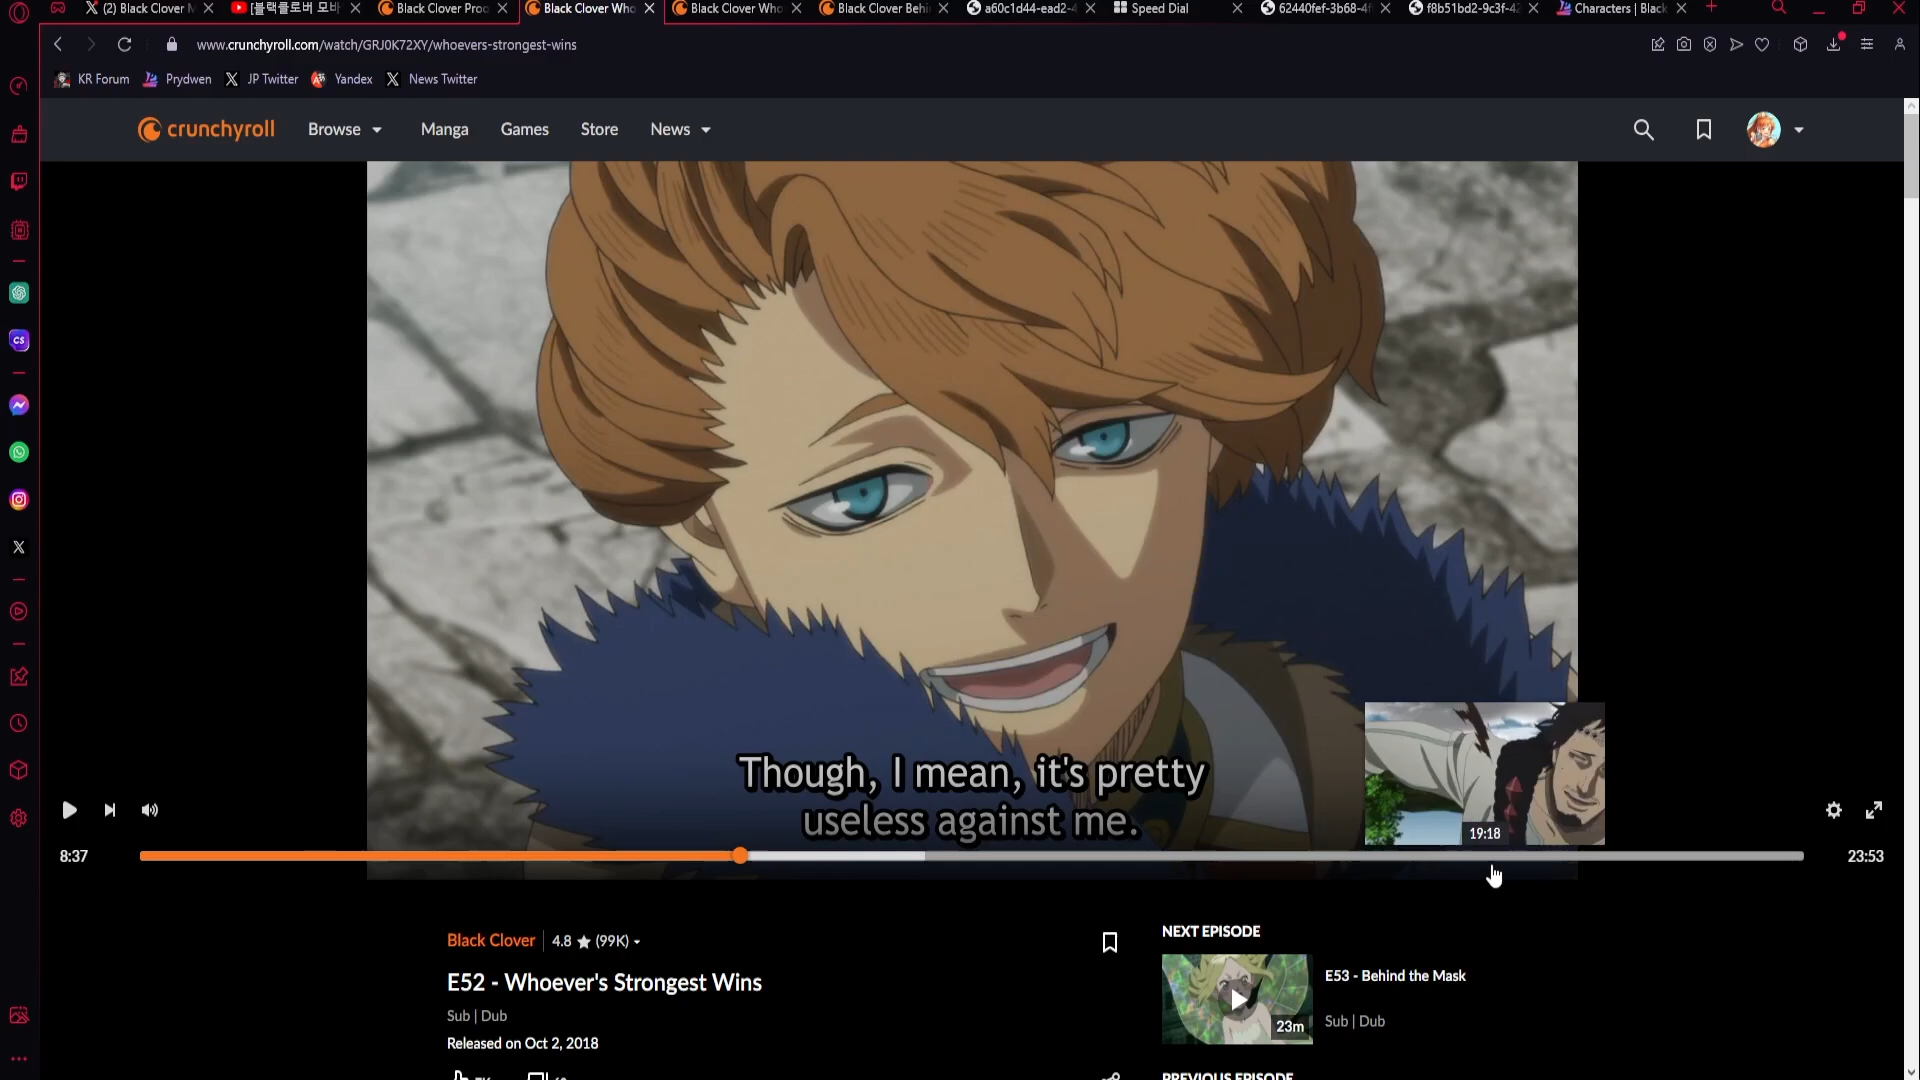 (2) Black Clover M
[블랙클로버 모바
Black Clover Proc
Black Clover Who
Black Clover Who
Black Clover Behi
a60c1d44-ead2-4
Speed Dial
62440fef-3b68-4f
f8b51bd2-9c3f-42
Characters | Black
www.crunchyroll.com/watch/GRJ0K72XY/whoevers-strongest-wins
KR Forum
Prydwen
JP Twitter
Yandex
News Twitter
crunchyroll
Browse
Manga
Games
Store
News
CS
Though, I mean, it's pretty
useless against me.
19:18
8:37
23:53
Black Clover
4.8 ★ (99K)
E52 - Whoever's Strongest Wins
Sub | Dub
Released on Oct 2, 2018
NEXT EPISODE
23m
E53 - Behind the Mask
Sub | Dub
PREVIOUS EPISODE